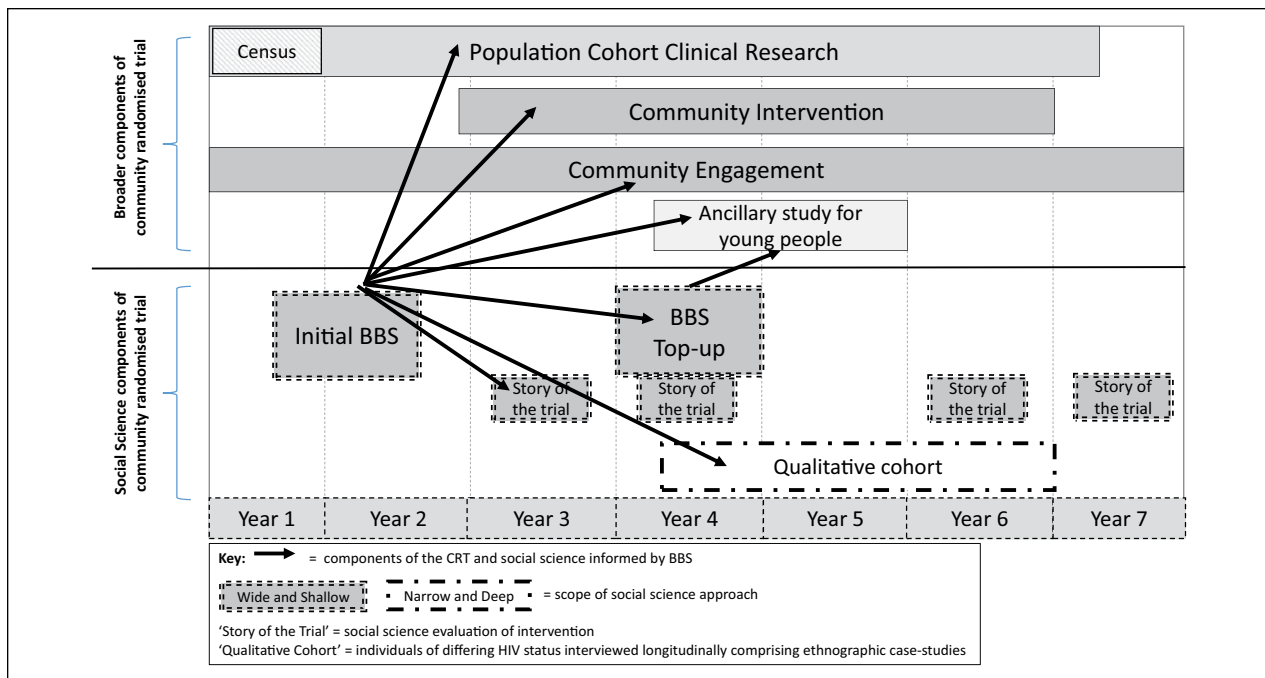 Broader components of
community randomised trial
Census
Population Cohort Clinical Research
Community Intervention
Community Engagement
Ancillary study for
young people
Social Science components of
community randomised trial
Initial BBS
BBS
Top-up
Story of
the trial
Story of
the trial
Story of
the trial
Story of
the trial
Qualitative cohort
Year 1
Year 2
Year 3
Year 4
Year 5
Year 6
Year 7
Key: = components of the CRT and social science informed by BBS
Wide and Shallow
Narrow and Deep
= scope of social science approach
‘Story of the Trial’ = social science evaluation of intervention
‘Qualitative Cohort’ = individuals of differing HIV status interviewed longitudinally comprising ethnographic case-studies